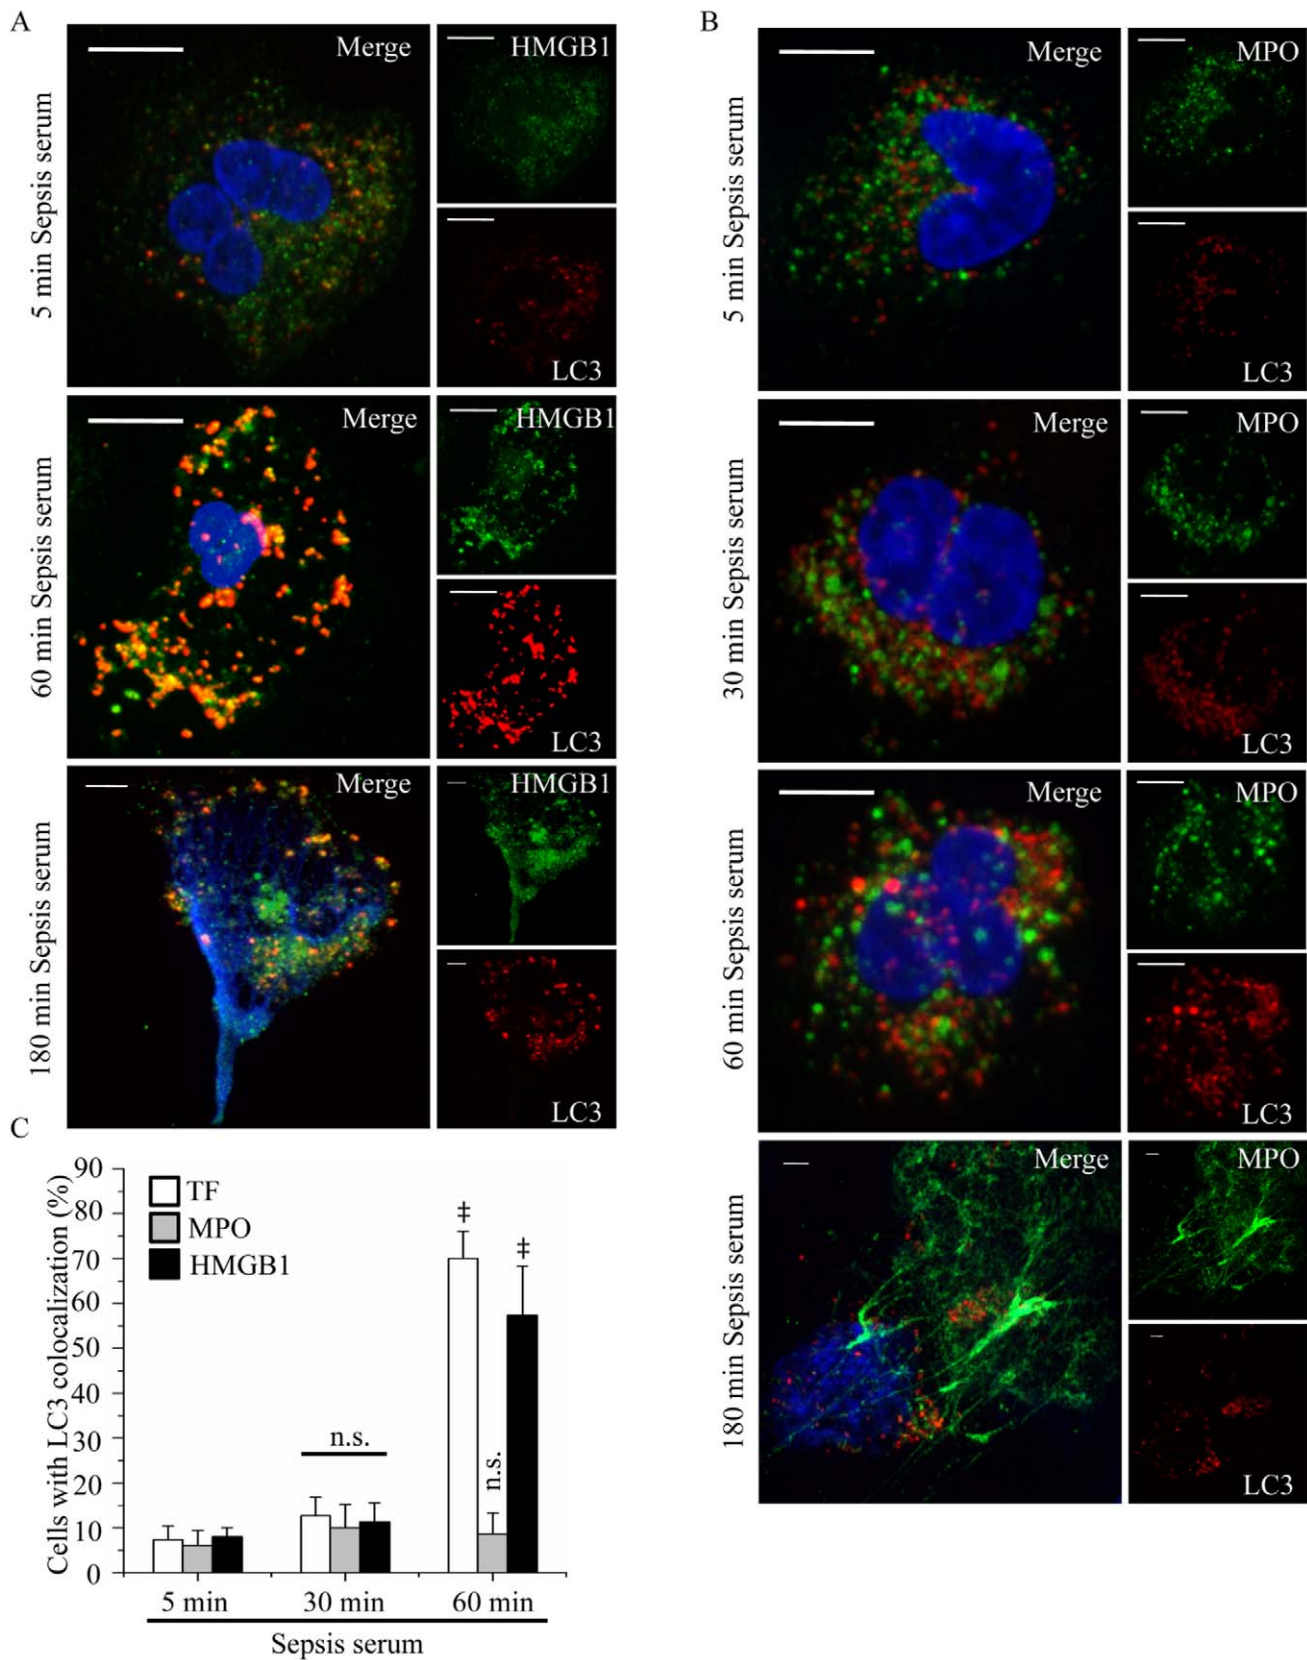 A
5 min Sepsis serum
Merge
HMGB1
LC3
60 min Sepsis serum
Merge
HMGB1
LC3
180 min Sepsis serum
Merge
HMGB1
LC3
B
5 min Sepsis serum
Merge
MPO
LC3
30 min Sepsis serum
Merge
MPO
LC3
60 min Sepsis serum
Merge
MPO
LC3
180 min Sepsis serum
Merge
MPO
LC3
C
Cells with LC3 colocalization (%)
90
80
70
60
50
40
30
20
10
0
TF
MPO
HMGB1
n.s.
‡
n.s.
‡
5 min
30 min
60 min
Sepsis serum